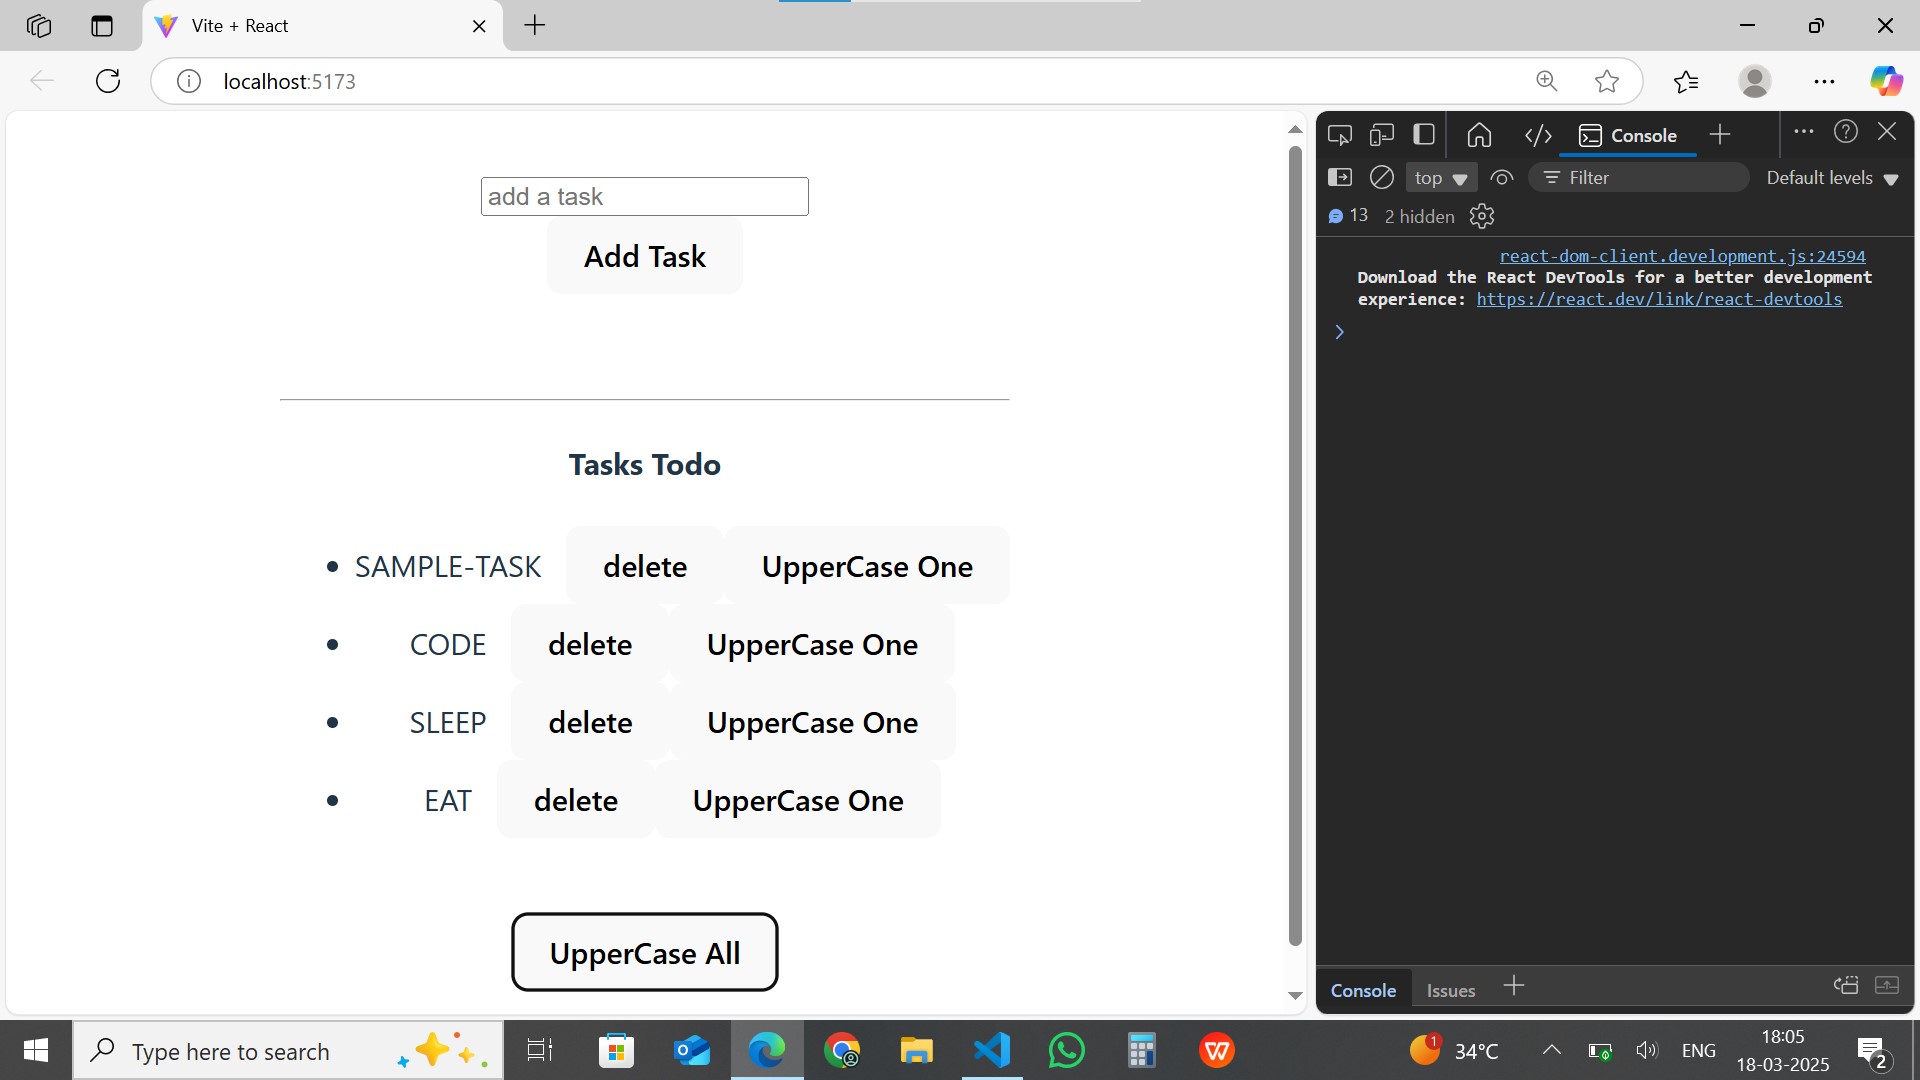 Vite + React
localhost:5173
add a task
Add Task
Tasks Todo
SAMPLE-TASK delete UpperCase One
CODE delete UpperCase One
SLEEP delete UpperCase One
EAT delete UpperCase One
UpperCase All
Console
top Filter Default levels
13 2 hidden
react-dom-client.development.js:24594
Download the React DevTools for a better development
experience: https://react.dev/link/react-devtools
Console Issues
Type here to search
1 34°C ENG 18:05
18-03-2025 2